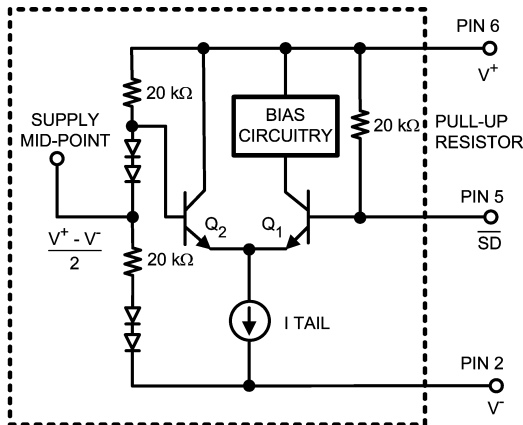 PIN 6
V+
20 kΩ
SUPPLY
MID-POINT
BIAS
CIRCUITRY
20 kΩ
PULL-UP
RESISTOR
PIN 5
SD
Q2
Q1
V+ - V-
2
20 kΩ
I TAIL
PIN 2
V-